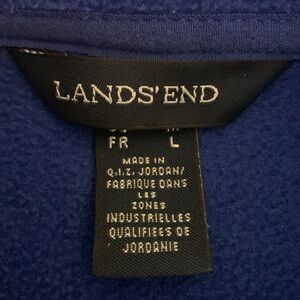 LANDS' END
FR L
MADE IN
Q.I.Z. JORDAN/
FABRIQUE DANS
LES
ZONES
INDUSTRIELLES
QUALIFIEES DE
JORDANIE